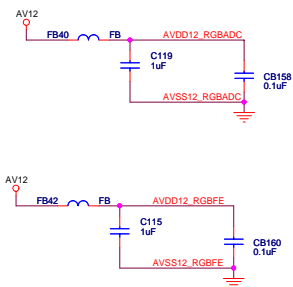 AV12
FB40 FB AVDD12_RGBADC
C119
1uF
CB158
0.1uF
AVSS12_RGBADC
AV12
FB42 FB AVDD12_RGBFE
C115
1uF
CB160
0.1uF
AVSS12_RGBFE